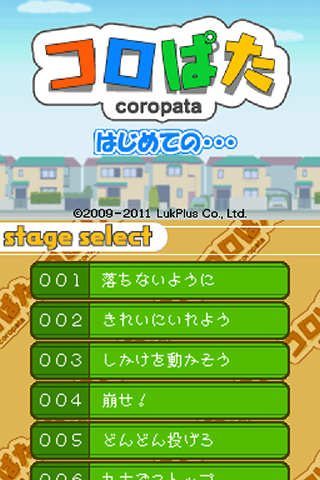 コロぱた
coropata
はじめての・・・
©2009-2011 LukPlus Co., Ltd.
stage select
001 落ちないように
002 きれいにいれよう
003 しかけを動かそう
004 崩せ！
005 どんどん投げろ